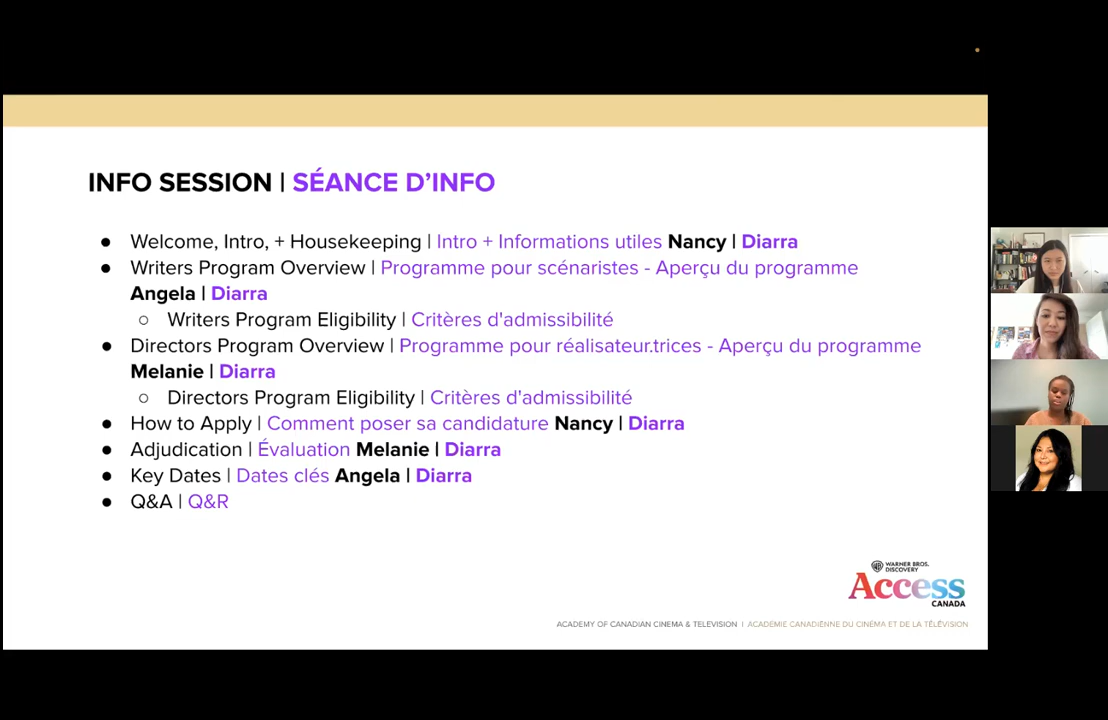 INFO SESSION | SÉANCE D’INFO
● Welcome, Intro, + Housekeeping | Intro + Informations utiles Nancy | Diarra
● Writers Program Overview | Programme pour scénaristes - Aperçu du programme
Angela | Diarra
○ Writers Program Eligibility | Critères d'admissibilité
● Directors Program Overview | Programme pour réalisateur.trices - Aperçu du programme
Melanie | Diarra
○ Directors Program Eligibility | Critères d'admissibilité
● How to Apply | Comment poser sa candidature Nancy | Diarra
● Adjudication | Évaluation Melanie | Diarra
● Key Dates | Dates clés Angela | Diarra
● Q&A | Q&R
WARNER BROS.
DISCOVERY
Access
CANADA
ACADEMY OF CANADIAN CINEMA & TELEVISION | ACADÉMIE CANADIENNE DU CINÉMA ET DE LA TÉLÉVISION